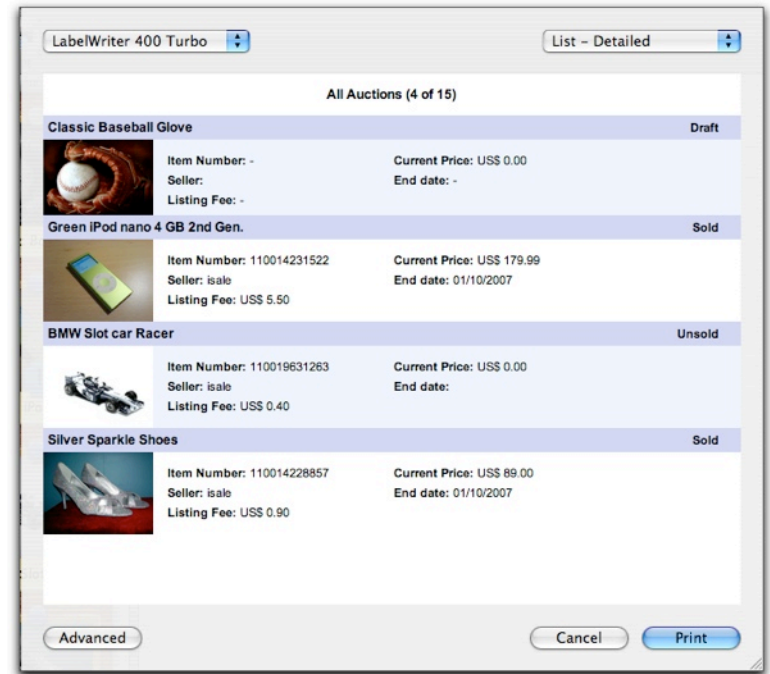 LabelWriter 400 Turbo List – Detailed
All Auctions (4 of 15)
Classic Baseball Glove Draft
Item Number: - Current Price: US$ 0.00
Seller: End date: -
Listing Fee: -
Green iPod nano 4 GB 2nd Gen. Sold
Item Number: 110014231522 Current Price: US$ 179.99
Seller: isale End date: 01/10/2007
Listing Fee: US$ 5.50
BMW Slot car Racer Unsold
Item Number: 110019631263 Current Price: US$ 0.00
Seller: isale End date:
Listing Fee: US$ 0.40
Silver Sparkle Shoes Sold
Item Number: 110014228857 Current Price: US$ 89.00
Seller: isale End date: 01/10/2007
Listing Fee: US$ 0.90
Advanced Cancel Print